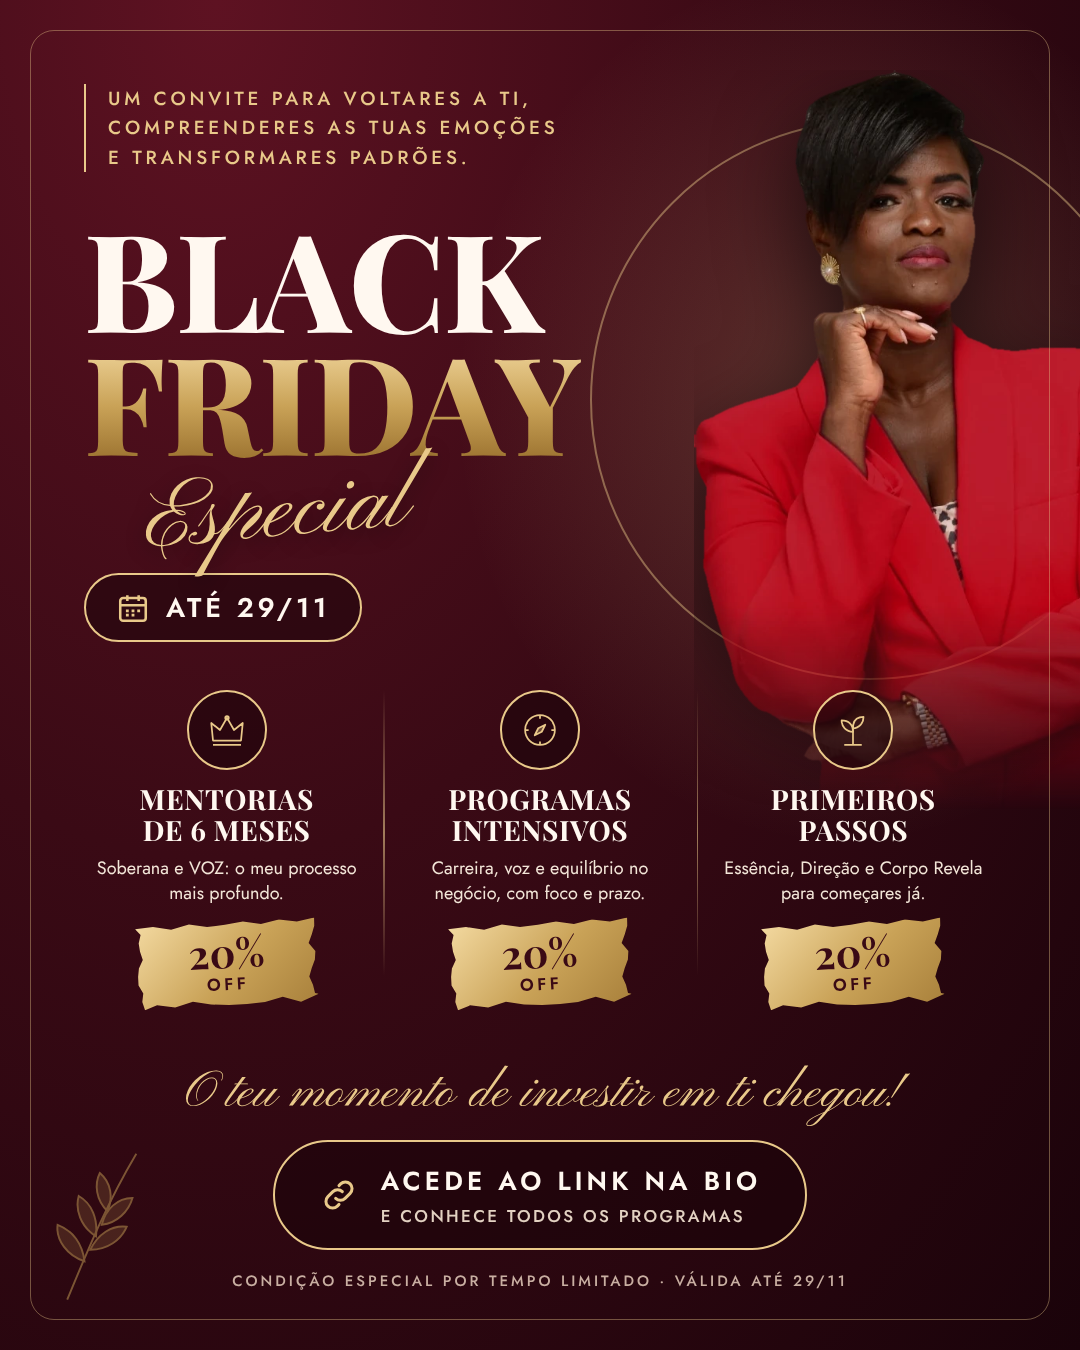 UM CONVITE PARA VOLTARES A TI,
COMPREENDERES AS TUAS EMOÇÕES
E TRANSFORMARES PADRÕES.
BLACK
FRIDAY
Especial
ATÉ 29/11
MENTORIAS
DE 6 MESES
Soberana e VOZ: o meu processo
mais profundo.
20%
OFF
PROGRAMAS
INTENSIVOS
Carreira, voz e equilíbrio no
negócio, com foco e prazo.
20%
OFF
PRIMEIROS
PASSOS
Essência, Direção e Corpo Revela
para começares já.
20%
OFF
O teu momento de investir em ti chegou!
ACEDE AO LINK NA BIO
E CONHECE TODOS OS PROGRAMAS
CONDIÇÃO ESPECIAL POR TEMPO LIMITADO · VÁLIDA ATÉ 29/11